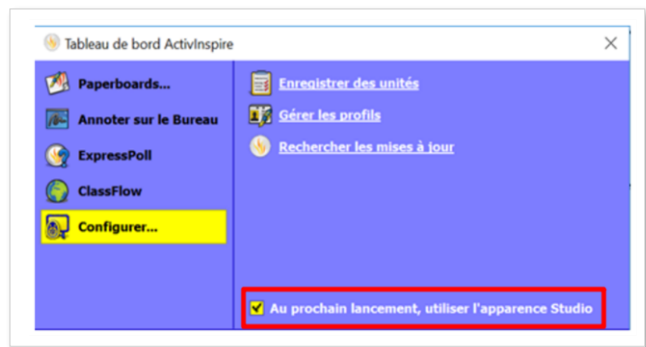 Tableau de bord ActivInspire
Paperboards...
Annoter sur le Bureau
ExpressPoll
ClassFlow
Configurer...
Enregistrer des unités
Gérer les profils
Rechercher les mises à jour
Au prochain lancement, utiliser l'apparence Studio